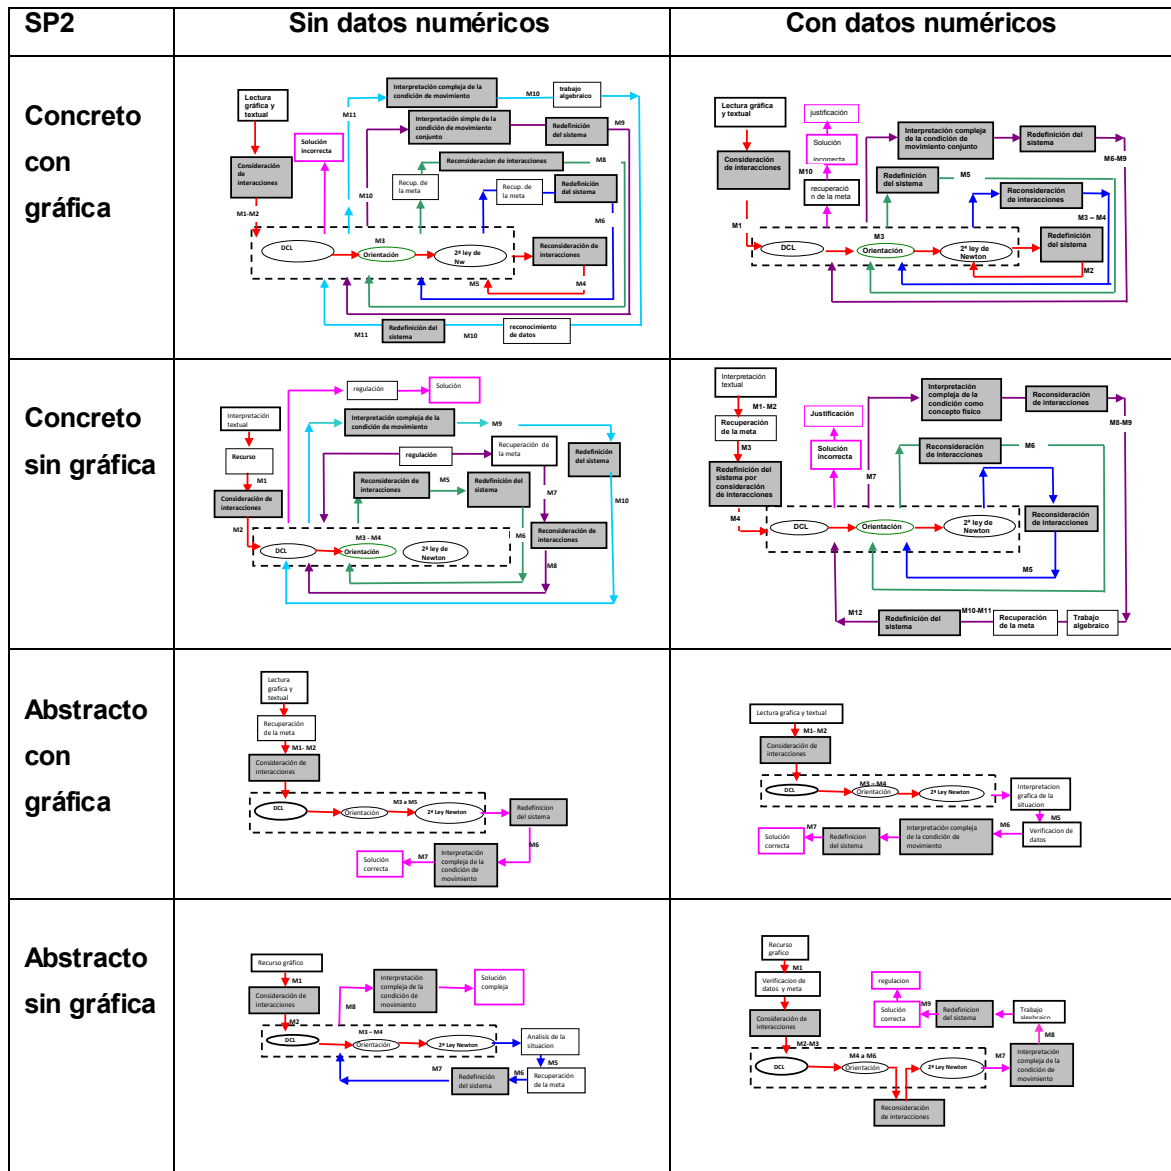 SP2
Sin datos numéricos
Con datos numéricos
Concreto
con
gráfica
Lectura
gráfica y
textual
Consideración
de
interacciones
M1-M2
Solución
incorrecta
M11
Interpretación compleja de la
condición de movimiento
M10
trabajo
algebraico
Interpretación simple de la
condición de movimiento
conjunto
Redefinición del
sistema
M9
Reconsideracion de interacciones
M8
M10
Recup. de
la meta
Recup. de
la meta
Redefinición del
sistema
M6
DCL
M3
Orientación
2ª ley de
Nw
Reconsideración de
interacciones
M5
M4
M11
Redefinición del
sistema
M10
reconocimiento
de datos
Lectura gráfica
y textual
Consideración de
interacciones
M1
justificación
Solución
incorrecta
M10
recuperació
n de la meta
Interpretación compleja
de la condición de
movimiento conjunto
Redefinición del
sistema
M6-M9
Redefinición del
sistema
M5
Reconsideración de
interacciones
M3 – M4
DCL
M3
Orientación
2ª ley de
Newton
Redefinición del
sistema
M2
Concreto
sin gráfica
Interpretación
textual
Recurso
M1
Consideración de
interacciones
M2
regulación
Solución
Interpretación compleja de la
condición de movimiento
M9
regulación
Recuperación de
la meta
Redefinición
del sistema
Reconsideración de
interacciones
M5
Redefinición del
sistema
M7
M10
M3 - M4
DCL
Orientación
2ª ley de
Newton
M6
Reconsideración de
interacciones
M8
Interpretación
textual
M1- M2
Recuperación
de la meta
M3
Redefinición del
sistema por
consideración
de interacciones
M4
Justificación
Solución
incorrecta
M7
Interpretación
compleja de la
condición como
concepto físico
Reconsideración
de interacciones
M8-M9
Reconsideración
de interacciones
M6
Reconsideración
de interacciones
DCL
Orientación
2ª ley de
Newton
M5
M12
Redefinición del
sistema
M10-M11
Recuperación
de la meta
Trabajo
algebraico
Abstracto
con
gráfica
Lectura
grafica y
textual
Recuperación
de la meta
M1- M2
Consideración de
interacciones
DCL
Orientación
M3 a M5
2ª Ley Newton
Redefinicion
del sistema
M6
Interpretación
compleja de la
condición de
movimiento
M7
Solución
correcta
Lectura grafica y textual
M1- M2
Consideración de
interacciones
DCL
M3 – M4
Orientación
2ª Ley Newton
Interpretacion
grafica de la
situacion
M5
Verificacion de
datos
M6
Interpretación compleja
de la condición de
movimiento
Redefinicion
del sistema
M7
Solución
correcta
Abstracto
sin gráfica
Recurso gráfico
M1
Consideración de
interacciones
M2
M8
Interpretación
compleja de la
condición de
movimiento
Solución
compleja
DCL
M3 – M4
Orientación
2ª Ley Newton
Analisis de la
situacion
M5
Recuperación
de la meta
M6
Redefinición
del sistema
M7
Recurso
grafico
M1
Verificacion de
datos y meta
Consideración de
interacciones
M2-M3
regulacion
Solución
correcta
M9
Redefinición
del sistema
Trabajo
algebraico
M8
Interpretación
compleja de la
condición de
movimiento
M7
DCL
M4 a M6
Orientación
2ª Ley Newton
Reconsideración
de interacciones